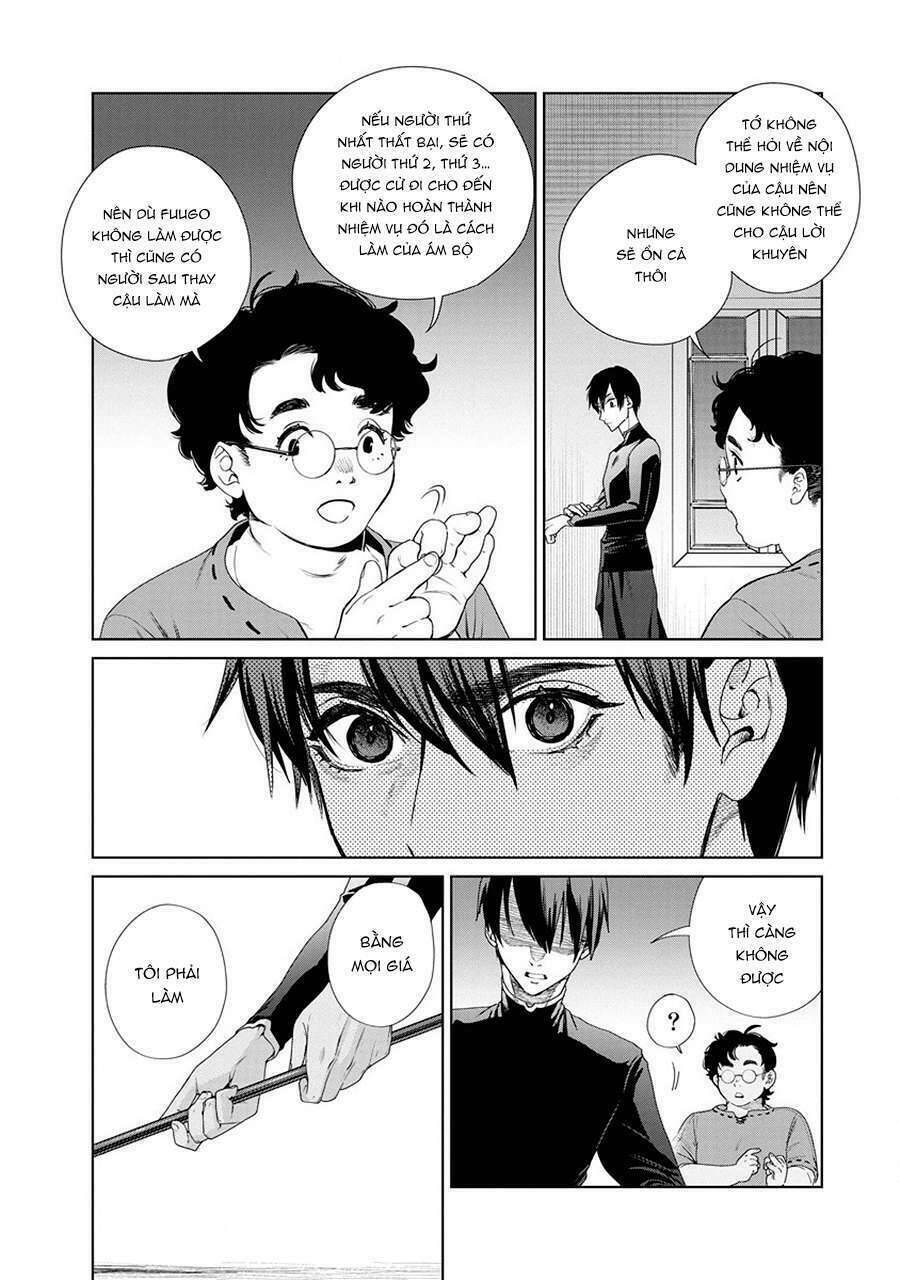 TỚ KHÔNG
THỂ HỎI VỀ NỘI
DUNG NHIỆM VỤ
CỦA CẬU NÊN
CŨNG KHÔNG THỂ
CHO CẬU LỜI
KHUYÊN
NHƯNG
SẼ ỔN CẢ
THÔI
NẾU NGƯỜI THỨ
NHẤT THẤT BẠI, SẼ CÓ
NGƯỜI THỨ 2, THỨ 3...
ĐƯỢC CỬ ĐI CHO ĐẾN
KHI NÀO HOÀN THÀNH
NHIỆM VỤ ĐÓ LÀ CÁCH
LÀM CỦA ÁM BỘ
NÊN DÙ FUUGO
KHÔNG LÀM ĐƯỢC
THÌ CŨNG CÓ
NGƯỜI SAU THAY
CẬU LÀM MÀ
VẬY
THÌ CÀNG
KHÔNG
ĐƯỢC
?
BẰNG
MỌI GIÁ
TÔI PHẢI
LÀM